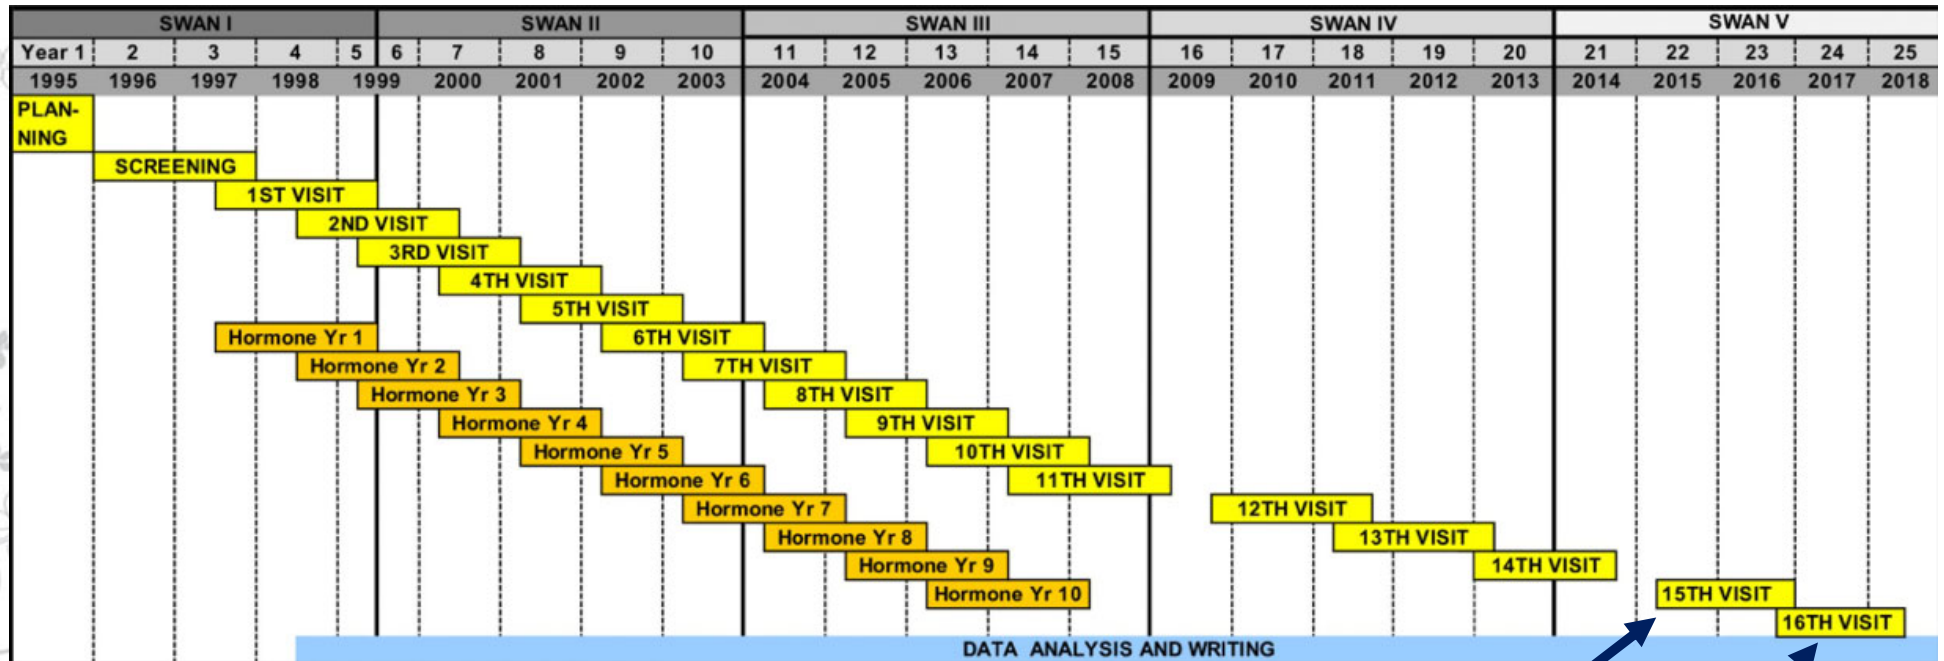 SWAN I SWAN II SWAN III SWAN IV SWAN V
Year 1 2 3 4 5 6 7 8 9 10 11 12 13 14 15 16 17 18 19 20 21 22 23 24 25
1995 1996 1997 1998 1999 2000 2001 2002 2003 2004 2005 2006 2007 2008 2009 2010 2011 2012 2013 2014 2015 2016 2017 2018
PLAN-
NING
SCREENING
1ST VISIT
2ND VISIT
3RD VISIT
4TH VISIT
5TH VISIT
Hormone Yr 1 6TH VISIT
Hormone Yr 2 7TH VISIT
Hormone Yr 3 8TH VISIT
Hormone Yr 4 9TH VISIT
Hormone Yr 5 10TH VISIT
Hormone Yr 6 11TH VISIT
Hormone Yr 7 12TH VISIT
Hormone Yr 8 13TH VISIT
Hormone Yr 9 14TH VISIT
Hormone Yr 10 15TH VISIT
16TH VISIT
DATA ANALYSIS AND WRITING